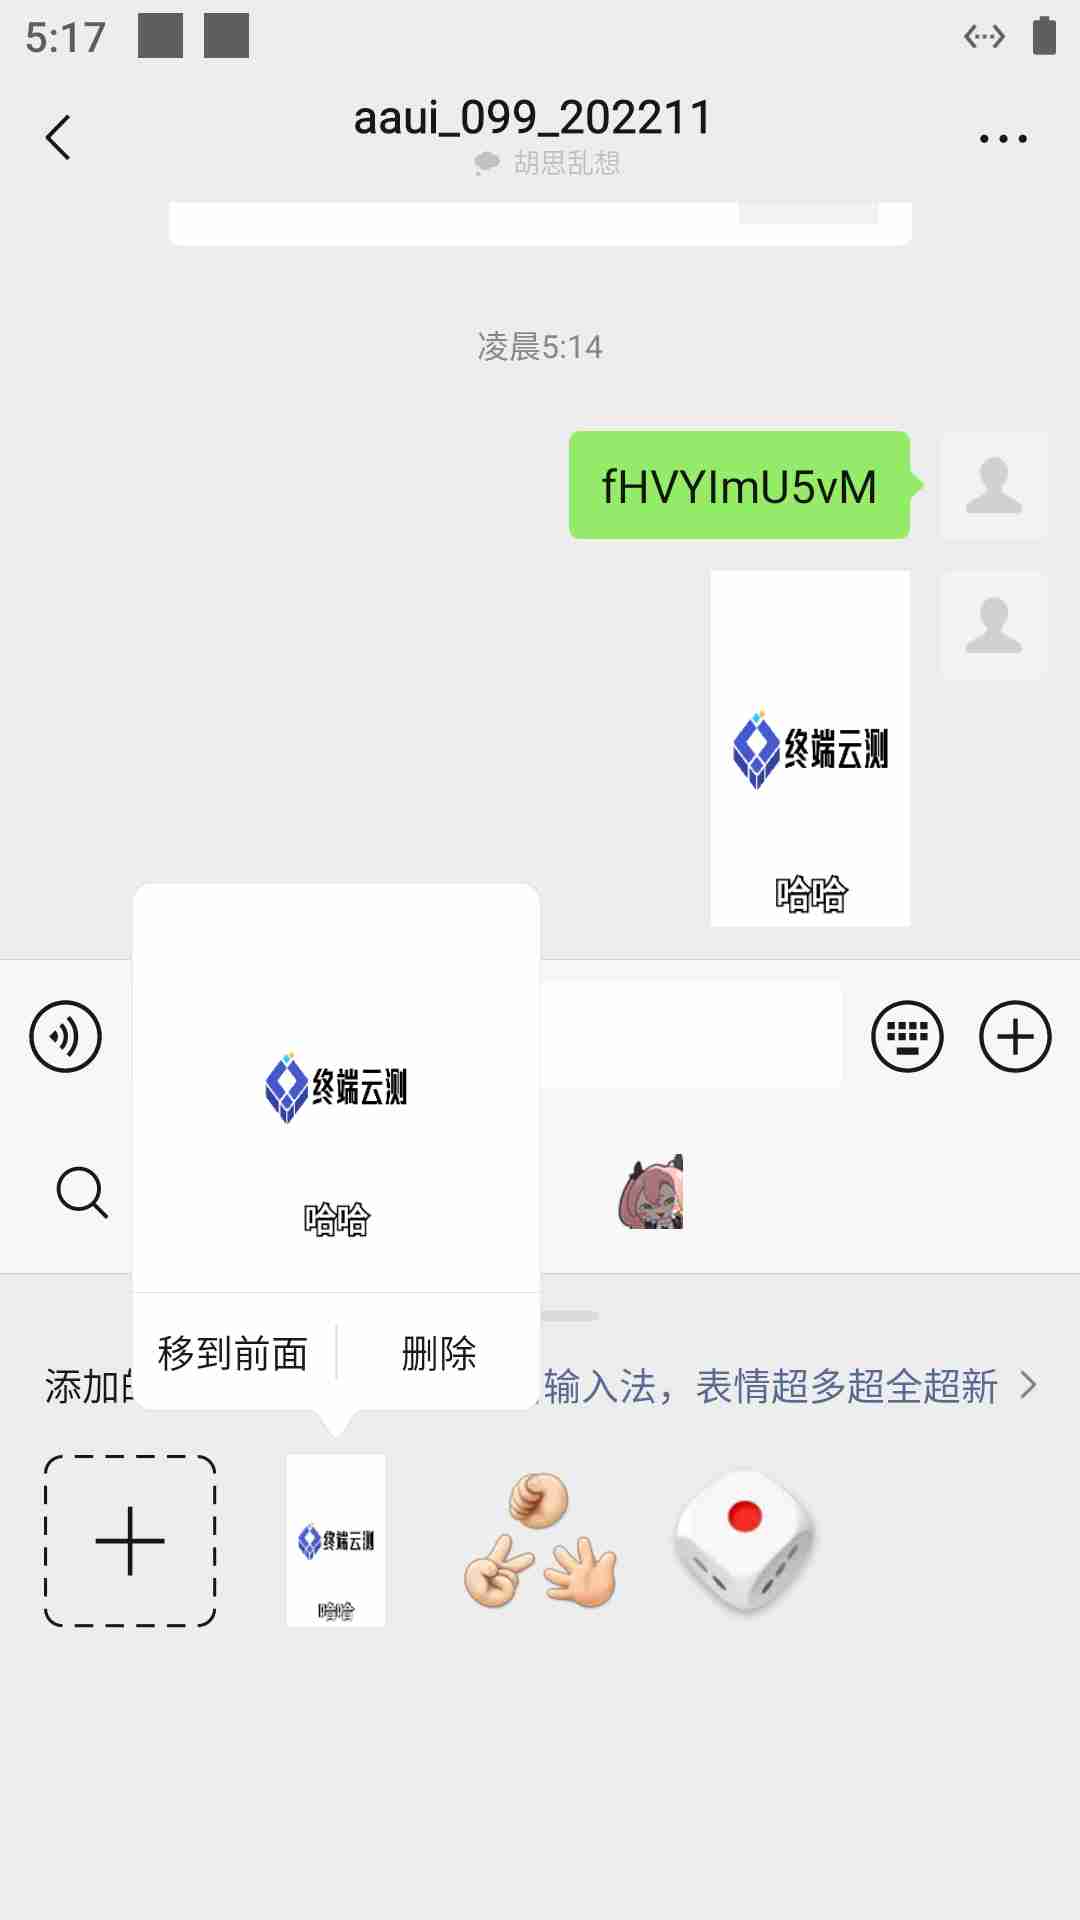 5:17
aaui_099_202211
胡思乱想
凌晨5:14
fHVYImU5vM
终端云测
哈哈
终端云测
哈哈
移到前面
删除
添加
输入法，表情超多超全超新
终端云测
哈哈